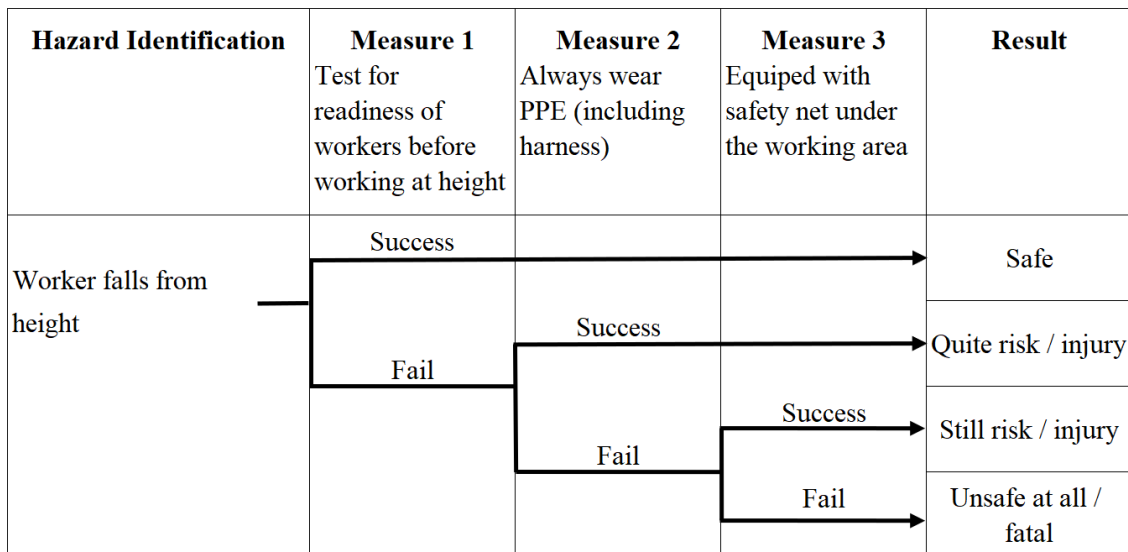 Hazard Identification
Measure 1
Test for
readiness of
workers before
working at height
Measure 2
Always wear
PPE (including
harness)
Measure 3
Equiped with
safety net under
the working area
Result
Worker falls from
height
Success
Safe
Fail
Success
Quite risk / injury
Fail
Success
Still risk / injury
Fail
Unsafe at all /
fatal